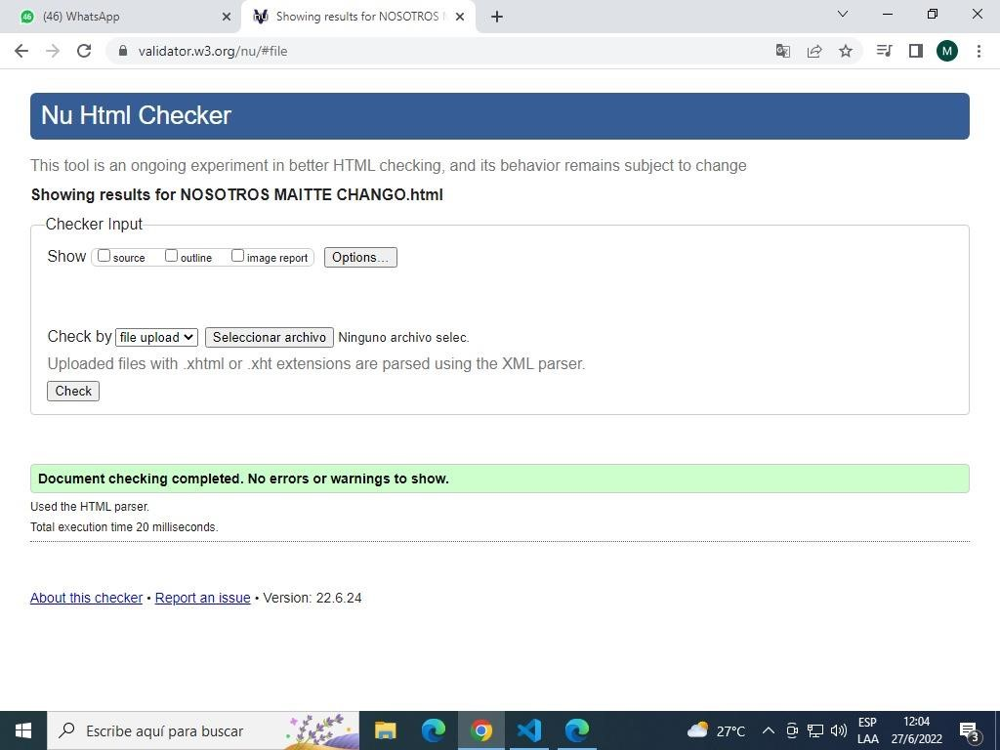 (46) WhatsApp
Showing results for NOSOTROS
validator.w3.org/nu/#file
M
Nu Html Checker
This tool is an ongoing experiment in better HTML checking, and its behavior remains subject to change
Showing results for NOSOTROS MAITTE CHANGO.html
Checker Input
Show source outline image report Options...
Check by file upload Seleccionar archivo Ninguno archivo selec.
Uploaded files with .xhtml or .xht extensions are parsed using the XML parser.
Check
Document checking completed. No errors or warnings to show.
Used the HTML parser.
Total execution time 20 milliseconds.
About this checker • Report an issue • Version: 22.6.24
Escribe aquí para buscar
27°C
ESP
LAA
12:04
27/6/2022
3